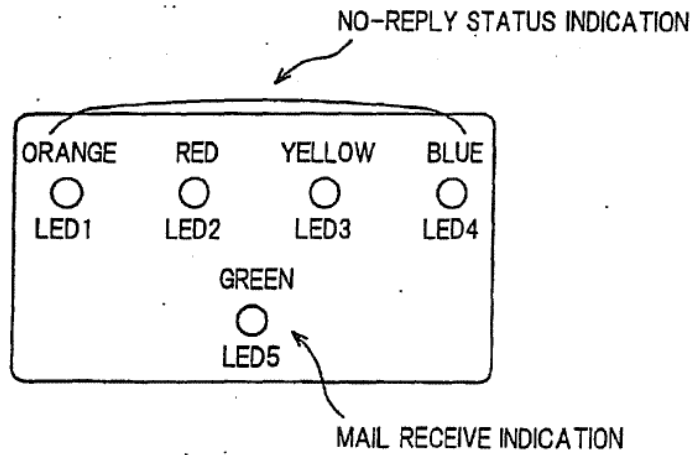 NO-REPLY STATUS INDICATION
ORANGE RED YELLOW BLUE
LED1 LED2 LED3 LED4
GREEN
LED5
MAIL RECEIVE INDICATION